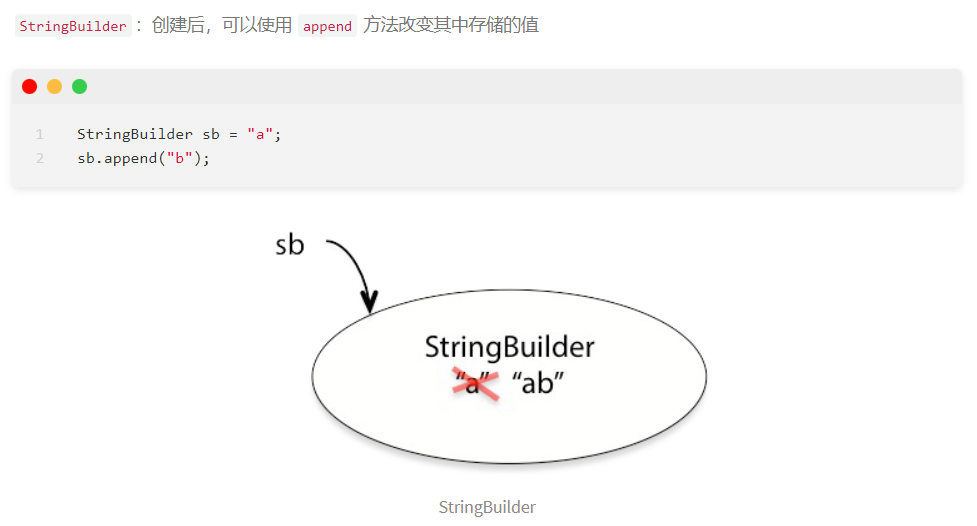 StringBuilder：创建后，可以使用 append 方法改变其中存储的值
1 StringBuilder sb = "a";
2 sb.append("b");
sb
StringBuilder
“a” “ab”
StringBuilder